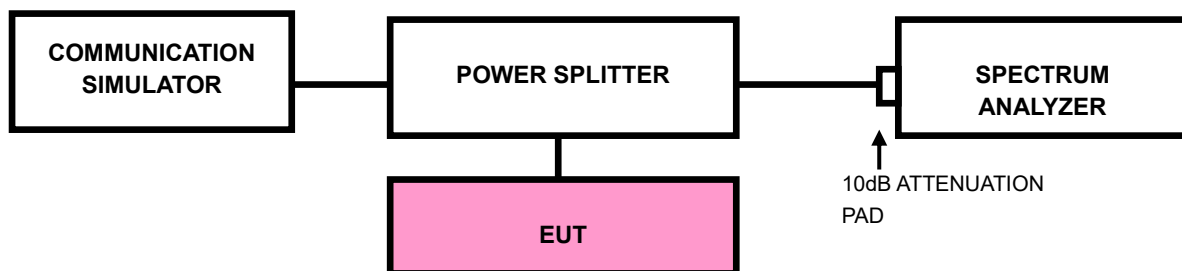 COMMUNICATION
SIMULATOR
POWER SPLITTER
SPECTRUM
ANALYZER
10dB ATTENUATION
PAD
EUT